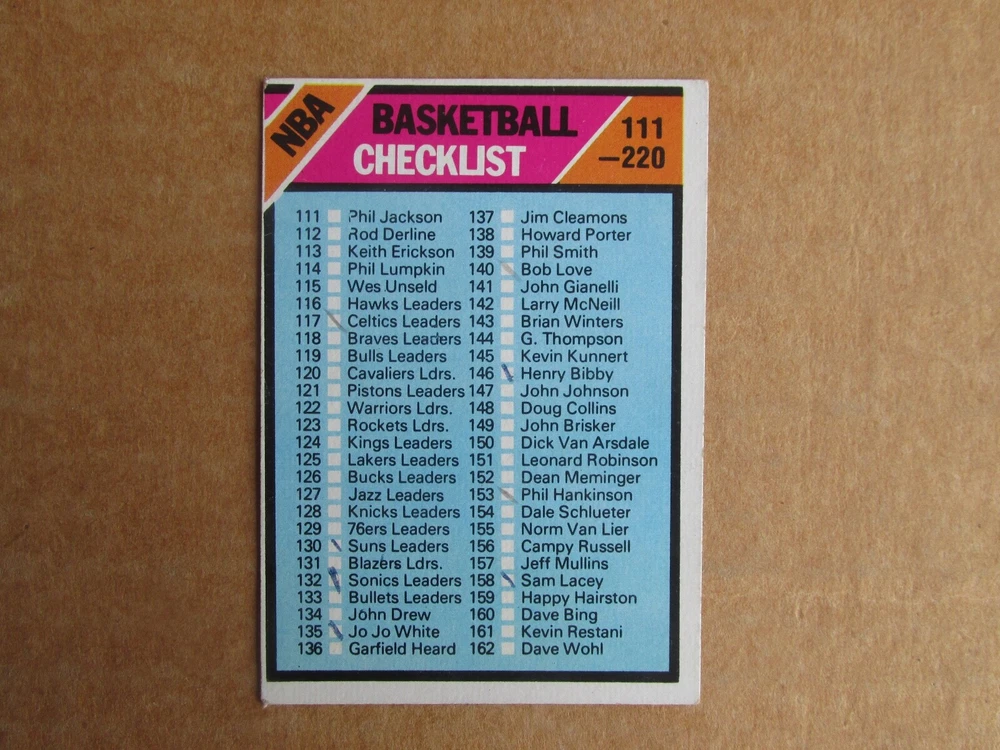 NBA
BASKETBALL
CHECKLIST
111
—220
111 Phil Jackson
112 Rod Derline
113 Keith Erickson
114 Phil Lumpkin
115 Wes Unseld
116 Hawks Leaders
117 Celtics Leaders
118 Braves Leaders
119 Bulls Leaders
120 Cavaliers Ldrs.
121 Pistons Leaders
122 Warriors Ldrs.
123 Rockets Ldrs.
124 Kings Leaders
125 Lakers Leaders
126 Bucks Leaders
127 Jazz Leaders
128 Knicks Leaders
129 76ers Leaders
130 Suns Leaders
131 Blazers Ldrs.
132 Sonics Leaders
133 Bullets Leaders
134 John Drew
135 Jo Jo White
136 Garfield Heard
137 Jim Cleamons
138 Howard Porter
139 Phil Smith
140 Bob Love
141 John Gianelli
142 Larry McNeill
143 Brian Winters
144 G. Thompson
145 Kevin Kunnert
146 Henry Bibby
147 John Johnson
148 Doug Collins
149 John Brisker
150 Dick Van Arsdale
151 Leonard Robinson
152 Dean Meminger
153 Phil Hankinson
154 Dale Schlueter
155 Norm Van Lier
156 Campy Russell
157 Jeff Mullins
158 Sam Lacey
159 Happy Hairston
160 Dave Bing
161 Kevin Restani
162 Dave Wohl